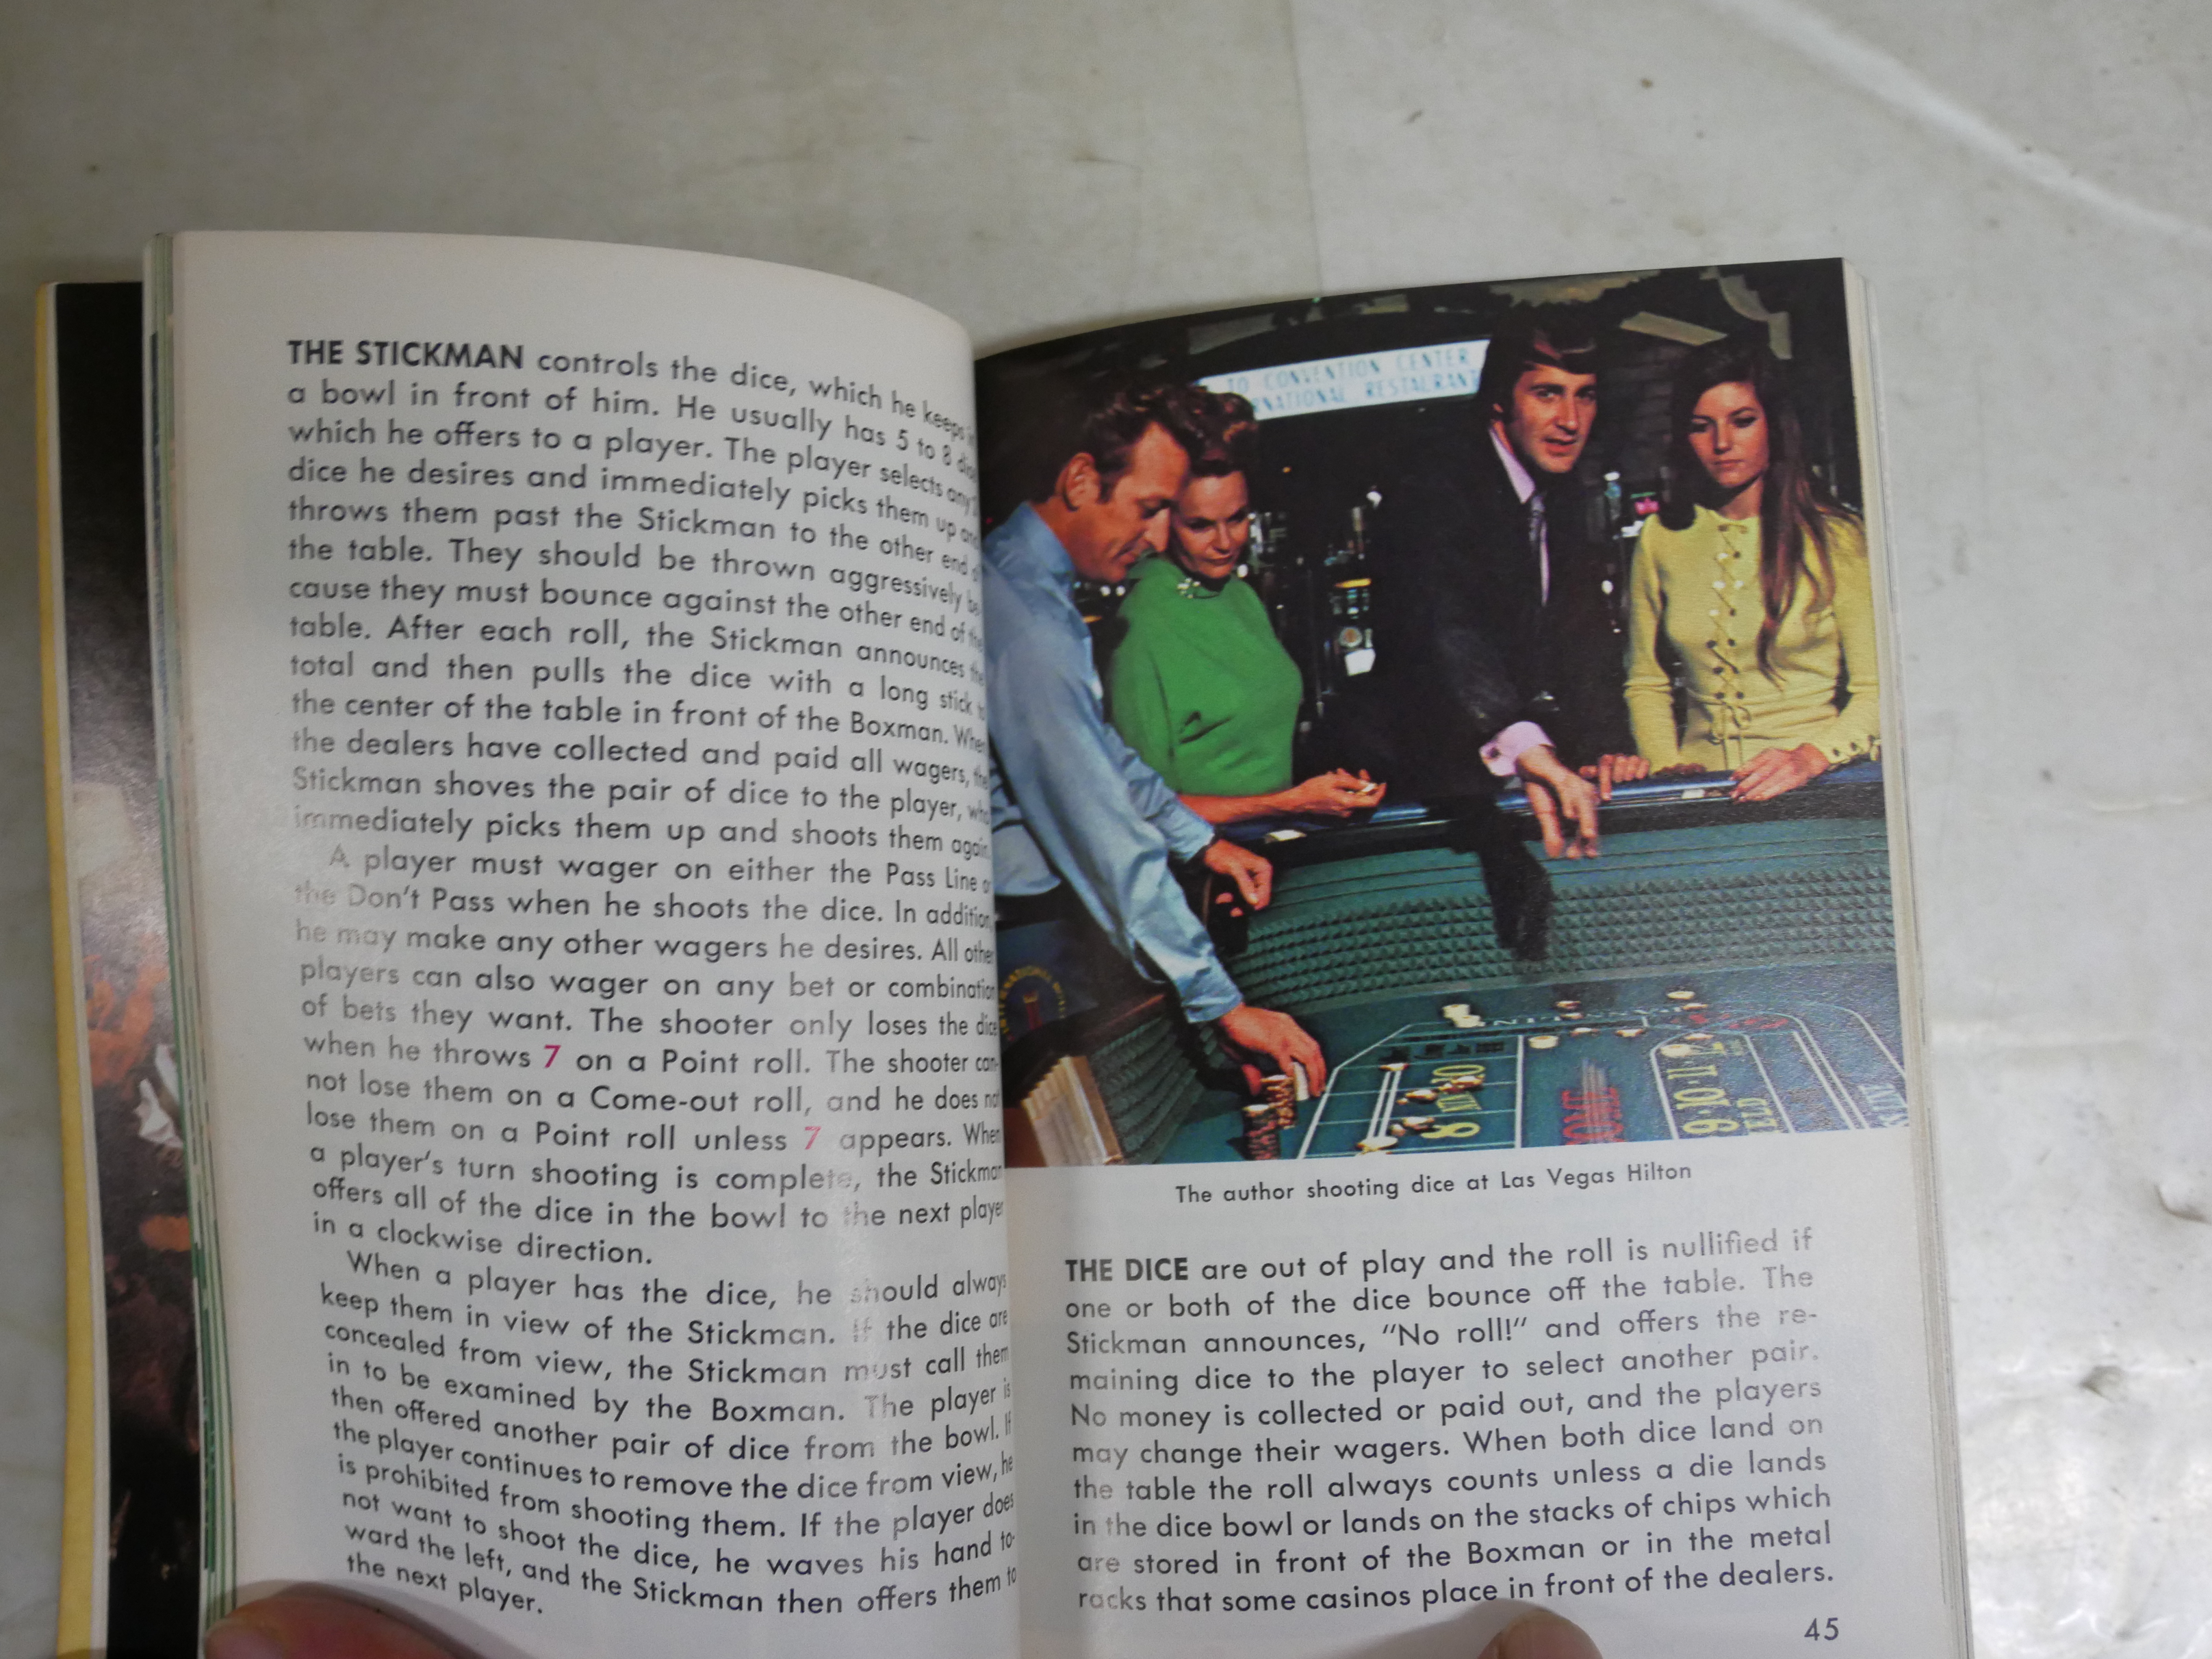 THE STICKMAN controls the dice, which he keeps
a bowl in front of him. He usually has 5 to 8
which he offers to a player. The player selects any
dice he desires and immediately picks them up and
throws them past the Stickman to the other end
the table. They should be thrown aggressively be-
cause they must bounce against the other end of the
table. After each roll, the Stickman announces the
total and then pulls the dice with a long stick
the center of the table in front of the Boxman. When
the dealers have collected and paid all wagers, the
Stickman shoves the pair of dice to the player, who
immediately picks them up and shoots them again.
A player must wager on either the Pass Line
the Don't Pass when he shoots the dice. In addition,
he may make any other wagers he desires. All other
players can also wager on any bet or combination
of bets they want. The shooter only loses the dice
when he throws 7 on a Point roll. The shooter can-
not lose them on a Come-out roll, and he does not
lose them on a Point roll unless 7 appears. When
a player's turn shooting is complete, the Stickman
offers all of the dice in the bowl to the next player
in a clockwise direction.
When a player has the dice, he should always
keep them in view of the Stickman. If the dice are
concealed from view, the Stickman must call them
in to be examined by the Boxman. The player is
then offered another pair of dice from the bowl. If
the player continues to remove the dice from view, he
is prohibited from shooting them. If the player does
not want to shoot the dice, he waves his hand to-
ward the left, and the Stickman then offers them to
the next player.
TO CONVENTION CENTER
RNATIONAL RESTAURANT
8
COME
9·10·11
The author shooting dice at Las Vegas Hilton
THE DICE are out of play and the roll is nullified if
one or both of the dice bounce off the table. The
Stickman announces, "No roll!" and offers the re-
maining dice to the player to select another pair.
No money is collected or paid out, and the players
may change their wagers. When both dice land on
the table the roll always counts unless a die lands
in the dice bowl or lands on the stacks of chips which
are stored in front of the Boxman or in the metal
racks that some casinos place in front of the dealers.
45